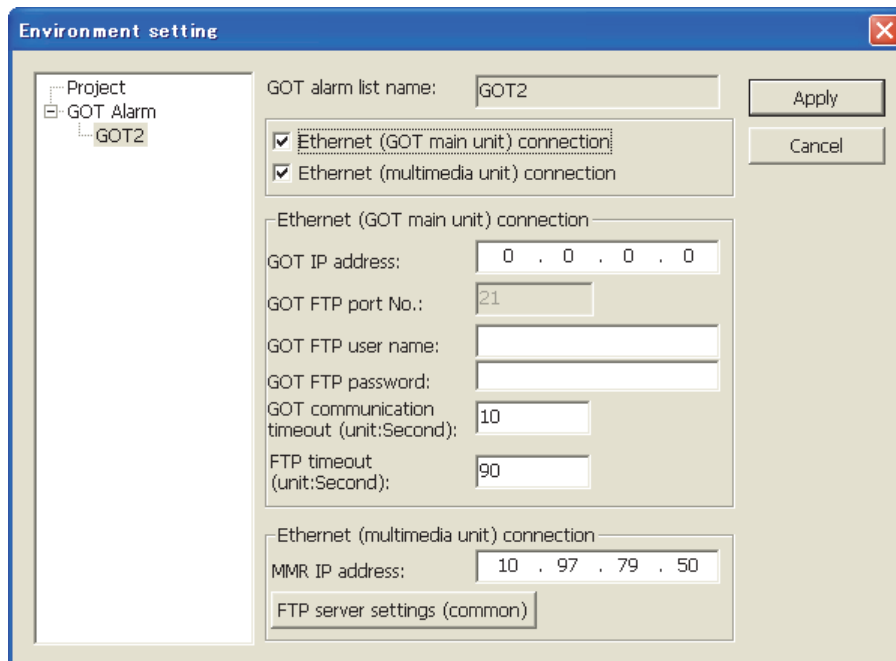 Environment setting
Project
GOT Alarm
GOT2
GOT alarm list name: GOT2
Apply
Cancel
Ethernet (GOT main unit) connection
Ethernet (multimedia unit) connection
Ethernet (GOT main unit) connection
GOT IP address: 0 . 0 . 0 . 0
GOT FTP port No.: 21
GOT FTP user name:
GOT FTP password:
GOT communication
timeout (unit:Second): 10
FTP timeout
(unit:Second): 90
Ethernet (multimedia unit) connection
MMR IP address: 10 . 97 . 79 . 50
FTP server settings (common)